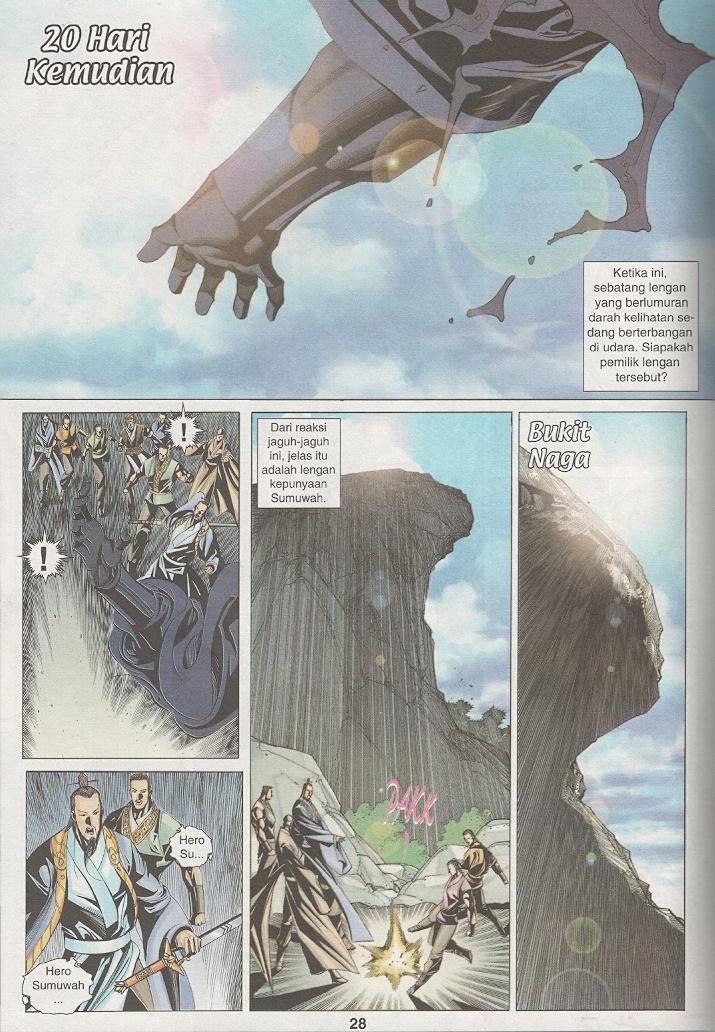 20 Hari
Kemudian
Ketika ini,
sebatang lengan
yang berlumuran
darah kelihatan se-
dang berterbangan
di udara. Siapakah
pemilik lengan
tersebut?
!
!
Dari reaksi
jaguh-jaguh
ini, jelas itu
adalah lengan
kepunyaan
Sumuwah.
Bukit
Naga
Hero
Su...
Hero
Sumuwah
...
28